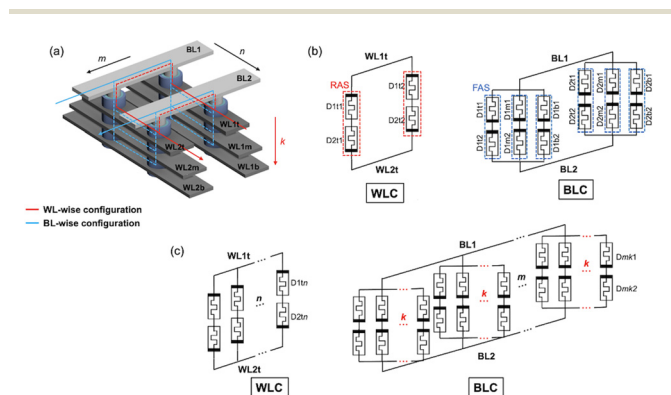 (a)
m
n
BL1
BL2
k
WL1t
WL2t
WL1m
WL2m
WL1b
WL2b
WL-wise configuration
BL-wise configuration
(b)
WL1t
RAS
D1t1
D2t1
D1t2
D2t2
WL2t
WLC
BL1
FAS
D1t1
D1t2
D1m1
D1m2
D1b1
D1b2
D2t1
D2t2
D2m1
D2m2
D2b1
D2b2
BL2
BLC
(c)
WL1t
n
D1tn
D2tn
WL2t
WLC
BL1
k
k
m
k
Dmk1
Dmk2
BL2
BLC